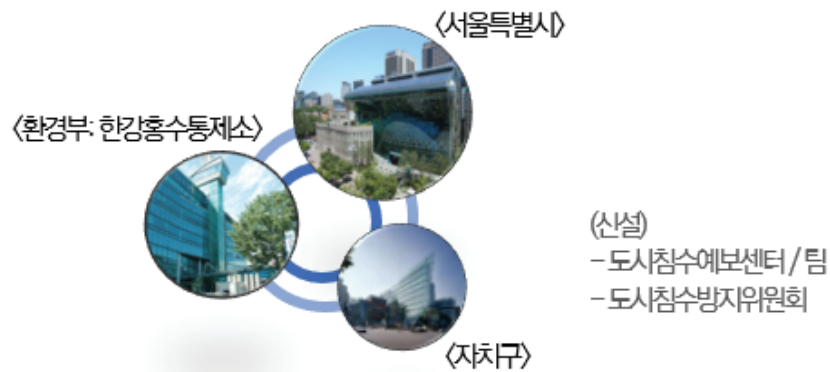 〈서울특별시〉
〈환경부: 한강홍수통제소〉
(신설)
- 도시침수예보센터 / 팀
- 도시침수방지위원회
〈자치구〉